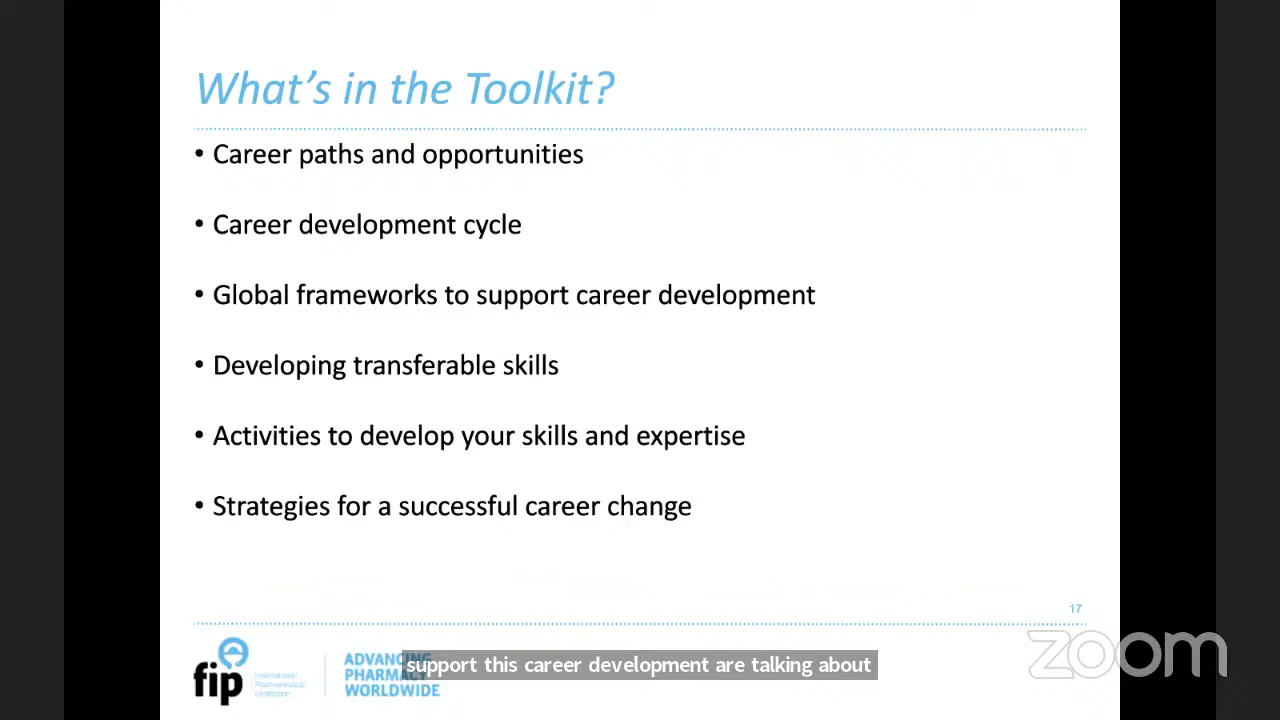 What's in the Toolkit?
• Career paths and opportunities
• Career development cycle
• Global frameworks to support career development
• Developing transferable skills
• Activities to develop your skills and expertise
• Strategies for a successful career change
17
fip
International
Pharmaceutical
Federation
ADVANCING
PHARMACY
WORLDWIDE
support this career development are talking about
zoom